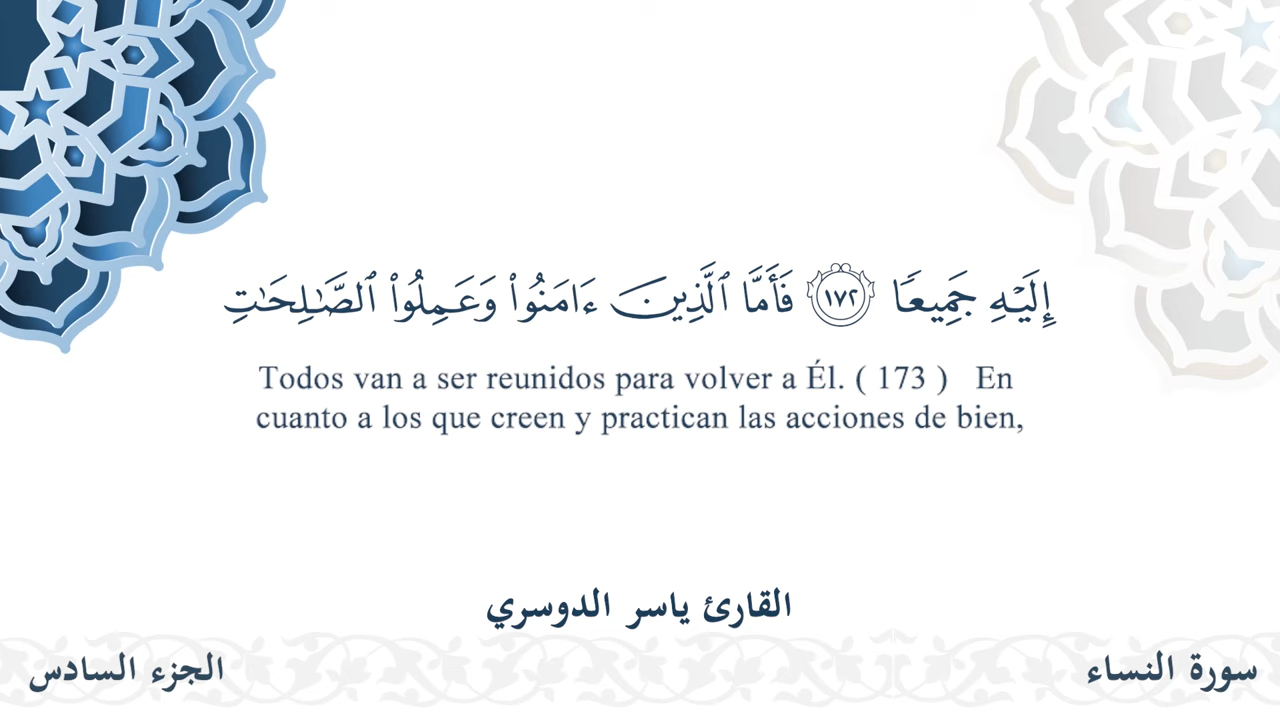 إِلَيْهِ جَمِيعًا ١٧٢ فَأَمَّا ٱلَّذِينَ ءَامَنُوا۟ وَعَمِلُوا۟ ٱلصَّـٰلِحَـٰتِ
Todos van a ser reunidos para volver a Él. ( 173 ) En
cuanto a los que creen y practican las acciones de bien,
القارئ ياسر الدوسري
سورة النساء
الجزء السادس